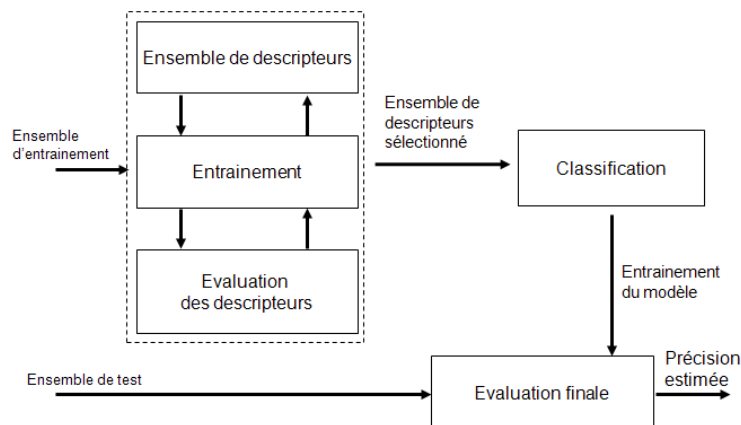 Ensemble de descripteurs
Ensemble
d'entrainement
Entrainement
Evaluation
des descripteurs
Ensemble de
descripteurs
sélectionné
Classification
Entrainement
du modèle
Ensemble de test
Evaluation finale
Précision
estimée